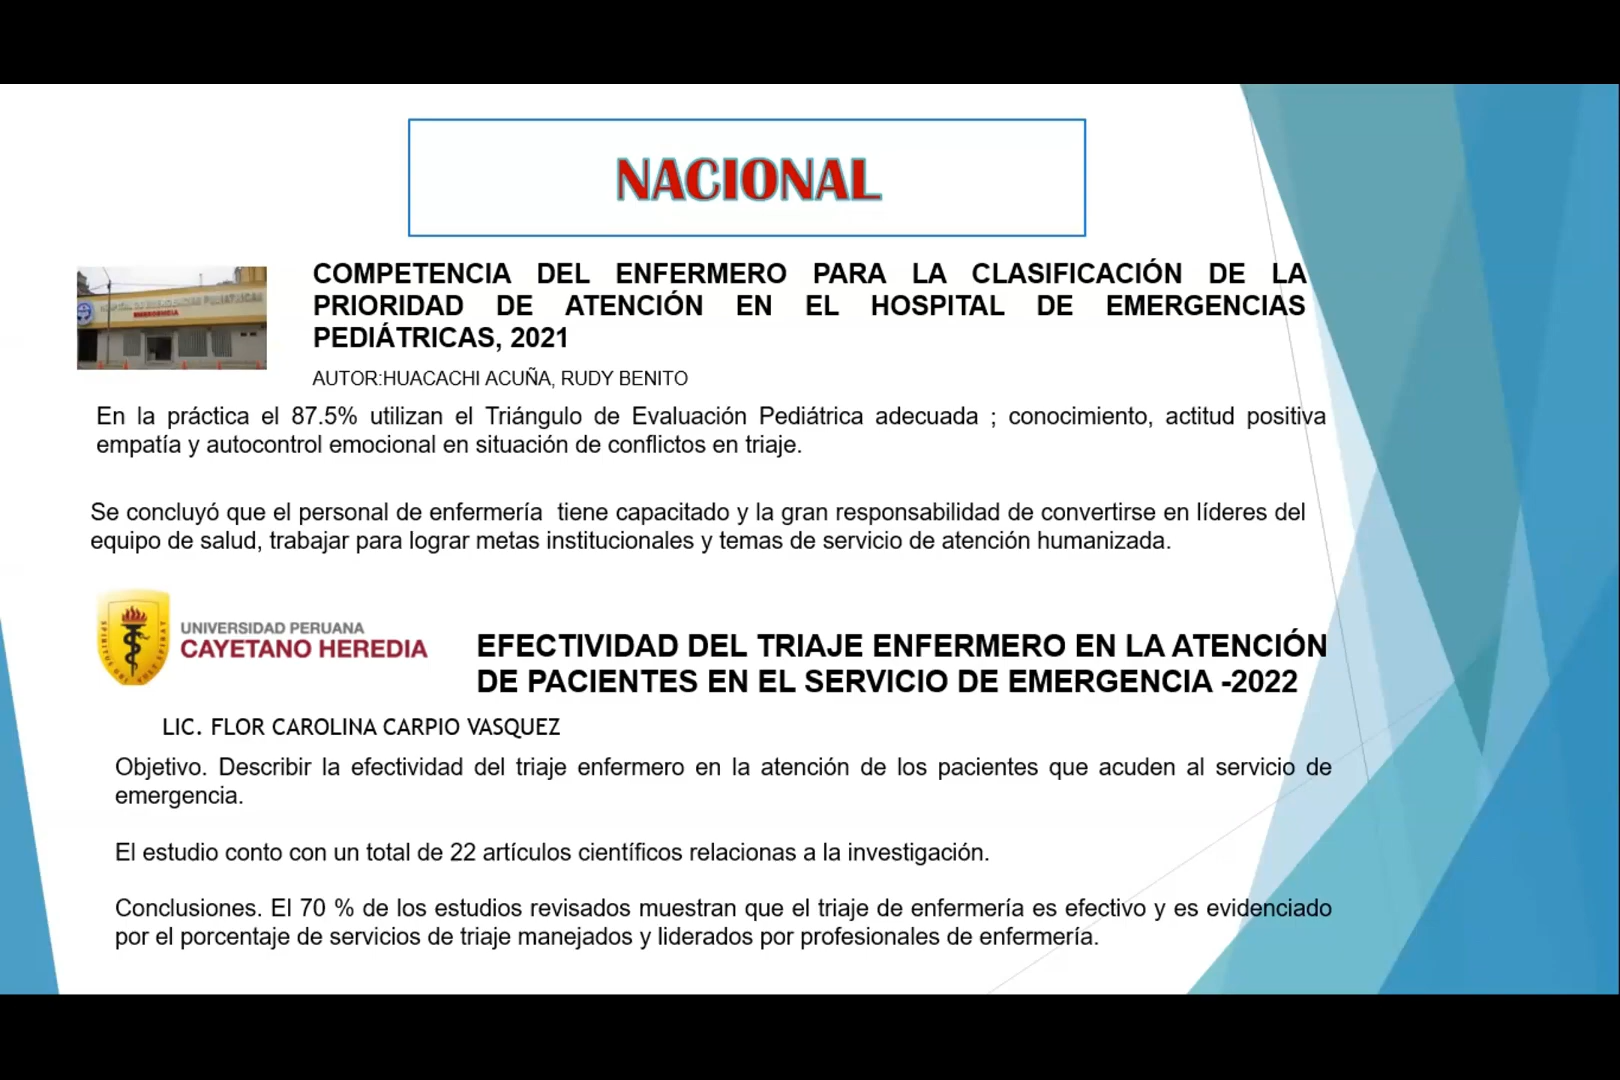 NACIONAL
HOSPITAL DE EMERGENCIAS PEDIATRICAS
EMERGENCIA
COMPETENCIA DEL ENFERMERO PARA LA CLASIFICACIÓN DE LA
PRIORIDAD DE ATENCIÓN EN EL HOSPITAL DE EMERGENCIAS
PEDIÁTRICAS, 2021
AUTOR:HUACACHI ACUÑA, RUDY BENITO
En la práctica el 87.5% utilizan el Triángulo de Evaluación Pediátrica adecuada ; conocimiento, actitud positiva
empatía y autocontrol emocional en situación de conflictos en triaje.
Se concluyó que el personal de enfermería  tiene capacitado y la gran responsabilidad de convertirse en líderes del
equipo de salud, trabajar para lograr metas institucionales y temas de servicio de atención humanizada.
UNIVERSIDAD PERUANA
CAYETANO HEREDIA
EFECTIVIDAD DEL TRIAJE ENFERMERO EN LA ATENCIÓN
DE PACIENTES EN EL SERVICIO DE EMERGENCIA -2022
LIC. FLOR CAROLINA CARPIO VASQUEZ
Objetivo. Describir la efectividad del triaje enfermero en la atención de los pacientes que acuden al servicio de
emergencia.
El estudio conto con un total de 22 artículos científicos relacionas a la investigación.
Conclusiones. El 70 % de los estudios revisados muestran que el triaje de enfermería es efectivo y es evidenciado
por el porcentaje de servicios de triaje manejados y liderados por profesionales de enfermería.